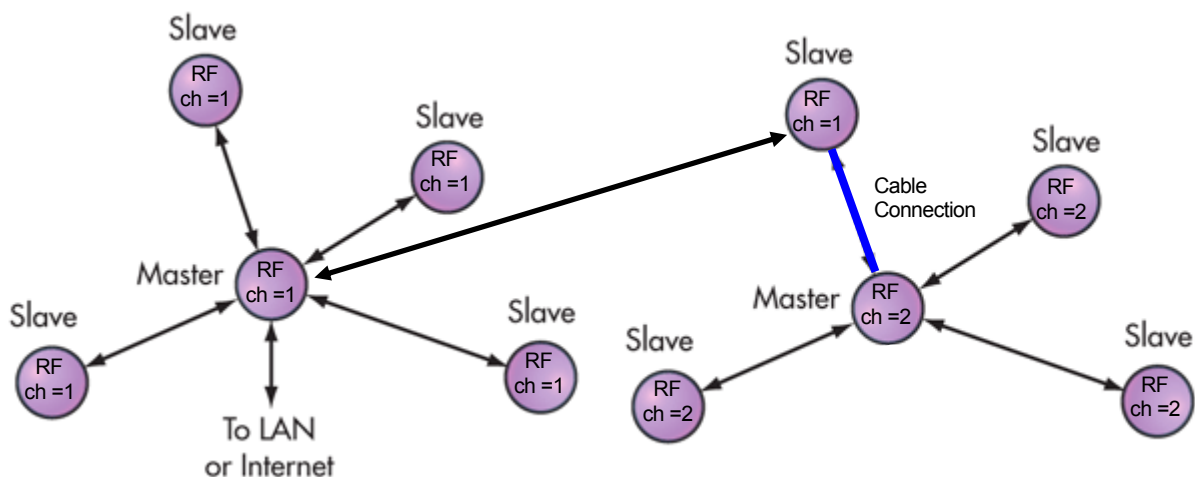 Slave
RF
ch =1
Slave
RF
ch =1
Master
RF
ch =1
Slave
RF
ch =1
Slave
RF
ch =1
To LAN
or Internet
Slave
RF
ch =1
Cable
Connection
Slave
RF
ch =2
Master
RF
ch =2
Slave
RF
ch =2
Slave
RF
ch =2